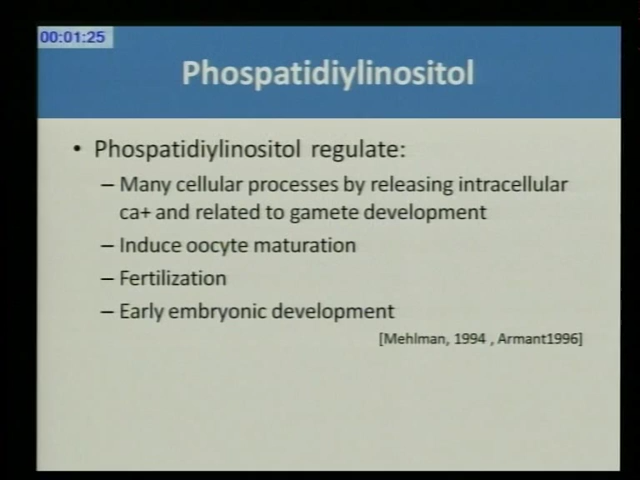 00:01:25
Phospatidiylinositol
• Phospatidiylinositol regulate:
– Many cellular processes by releasing intracellular
ca+ and related to gamete development
– Induce oocyte maturation
– Fertilization
– Early embryonic development
[Mehlman, 1994 , Armant1996]